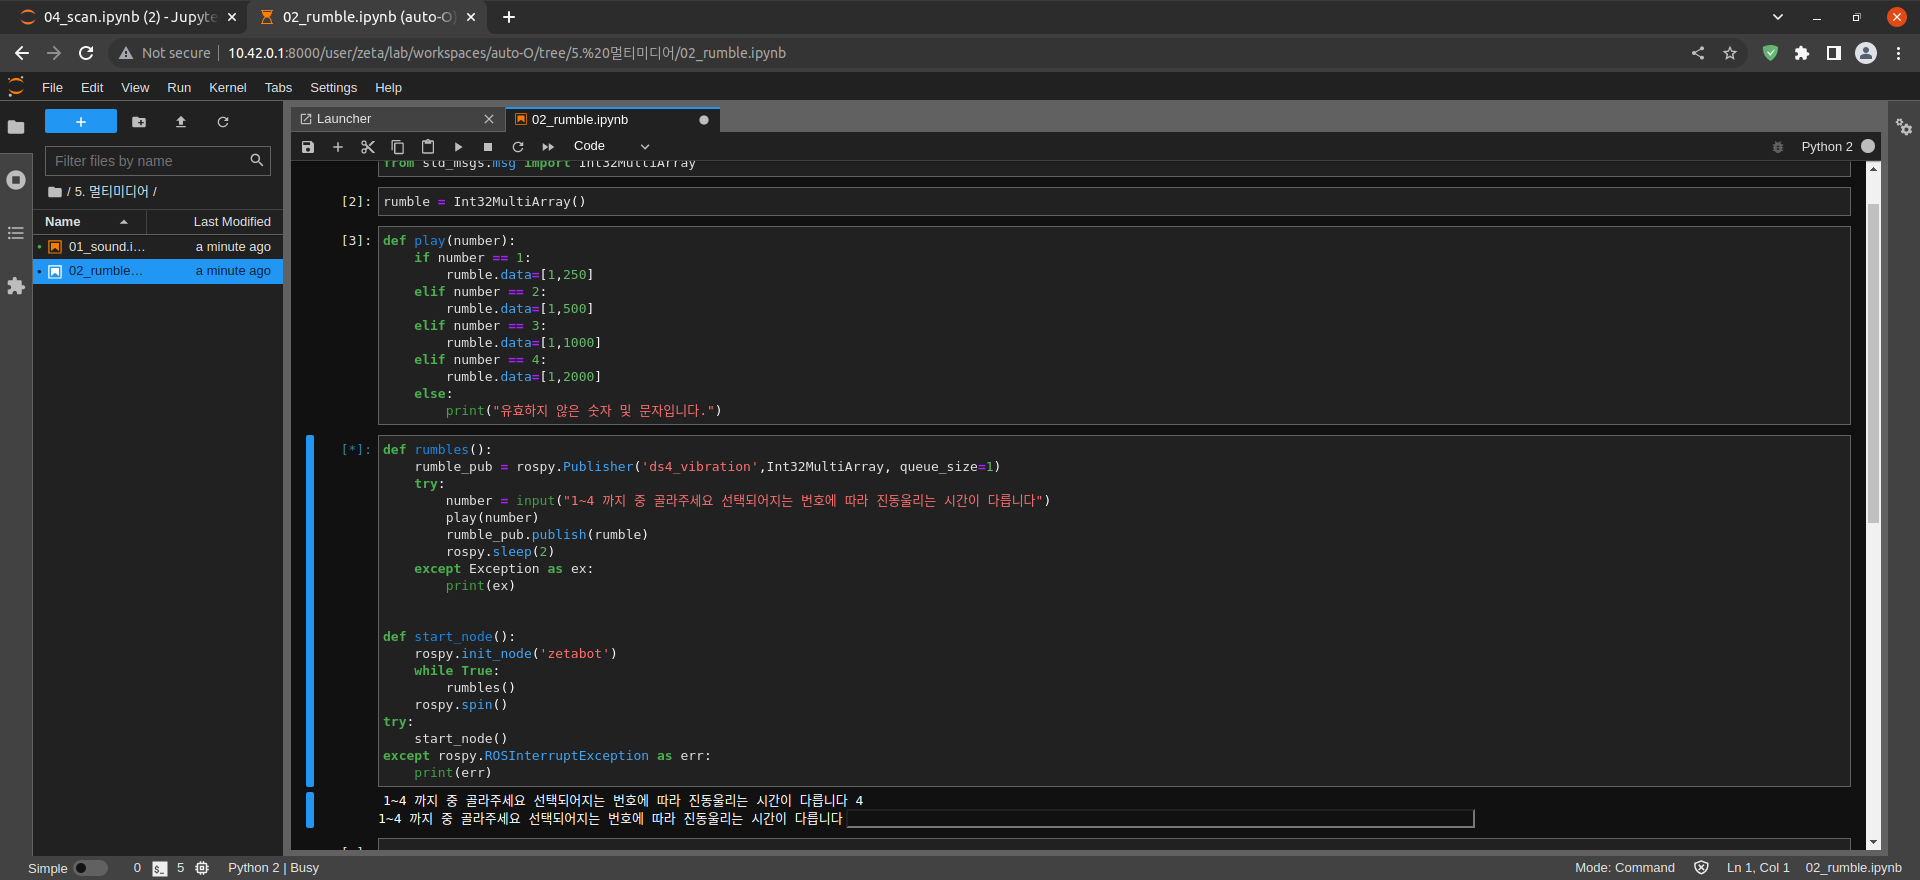 04_scan.ipynb (2) - Jupyte
02_rumble.ipynb (auto-O)
Not secure
10.42.0.1:8000/user/zeta/lab/workspaces/auto-O/tree/5.%20멀티미디어/02_rumble.ipynb
File Edit View Run Kernel Tabs Settings Help
Launcher
02_rumble.ipynb
Code
Python 2
Filter files by name
/ 5. 멀티미디어 /
Name Last Modified
01_sound.i… a minute ago
02_rumble… a minute ago
from std_msgs.msg import Int32MultiArray
[2]: rumble = Int32MultiArray()
[3]: def play(number):
if number == 1:
rumble.data=[1,250]
elif number == 2:
rumble.data=[1,500]
elif number == 3:
rumble.data=[1,1000]
elif number == 4:
rumble.data=[1,2000]
else:
print("유효하지 않은 숫자 및 문자입니다.")
[*]: def rumbles():
rumble_pub = rospy.Publisher('ds4_vibration',Int32MultiArray, queue_size=1)
try:
number = input("1~4 까지 중 골라주세요 선택되어지는 번호에 따라 진동울리는 시간이 다릅니다")
play(number)
rumble_pub.publish(rumble)
rospy.sleep(2)
except Exception as ex:
print(ex)
def start_node():
rospy.init_node('zetabot')
while True:
rumbles()
rospy.spin()
try:
start_node()
except rospy.ROSInterruptException as err:
print(err)
1~4 까지 중 골라주세요 선택되어지는 번호에 따라 진동울리는 시간이 다릅니다 4
1~4 까지 중 골라주세요 선택되어지는 번호에 따라 진동울리는 시간이 다릅니다
Simple 0 5 Python 2 | Busy
Mode: Command Ln 1, Col 1 02_rumble.ipynb